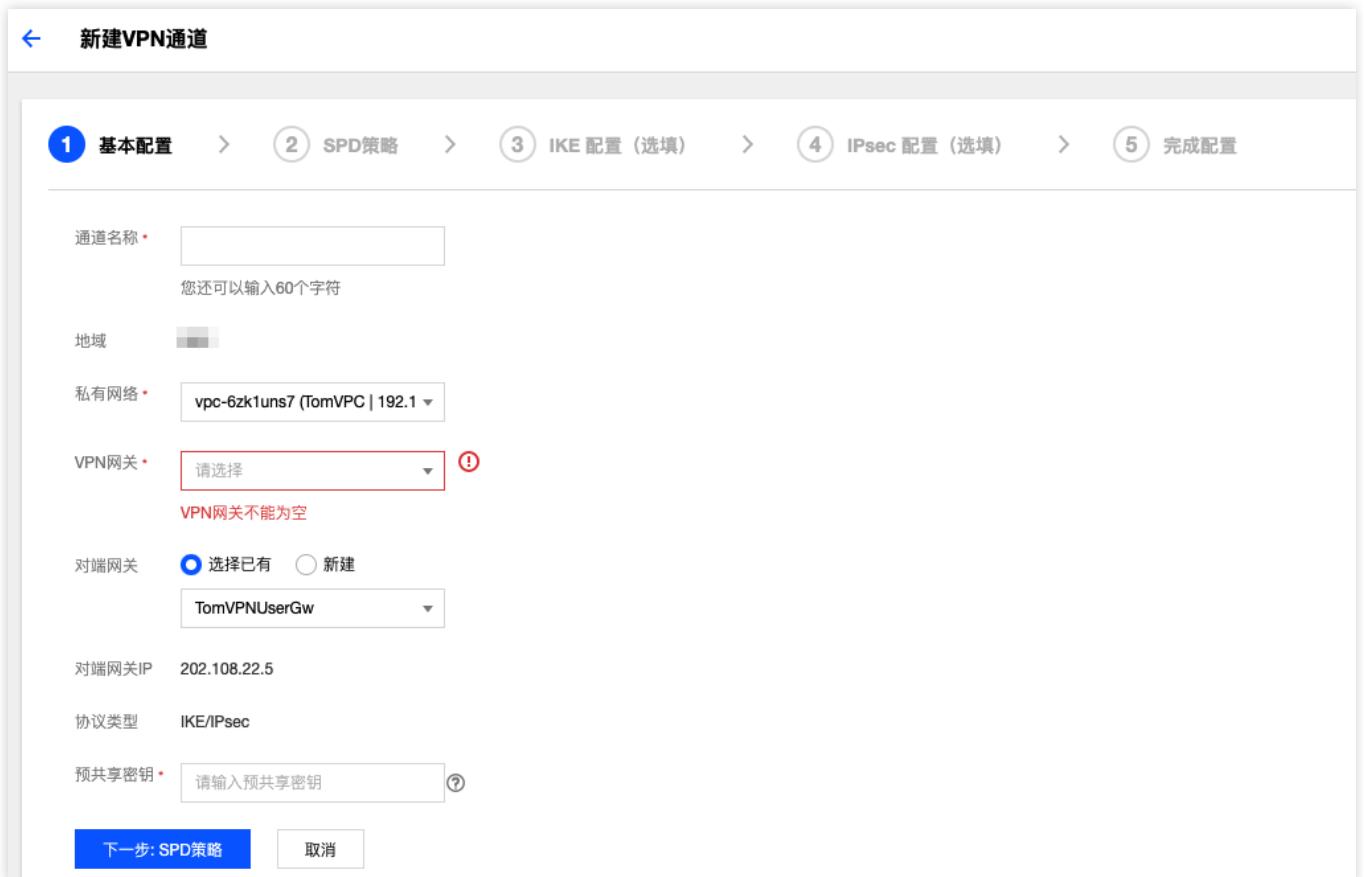 新建VPN通道
1 基本配置 > 2 SPD策略 > 3 IKE 配置（选填） > 4 IPsec 配置（选填） > 5 完成配置
通道名称 •
您还可以输入60个字符
地域
私有网络 • vpc-6zk1uns7 (TomVPC | 192.1
VPN网关 • 请选择
VPN网关不能为空
对端网关 选择已有 新建
TomVPNUserGw
对端网关IP 202.108.22.5
协议类型 IKE/IPsec
预共享密钥 • 请输入预共享密钥
下一步: SPD策略 取消